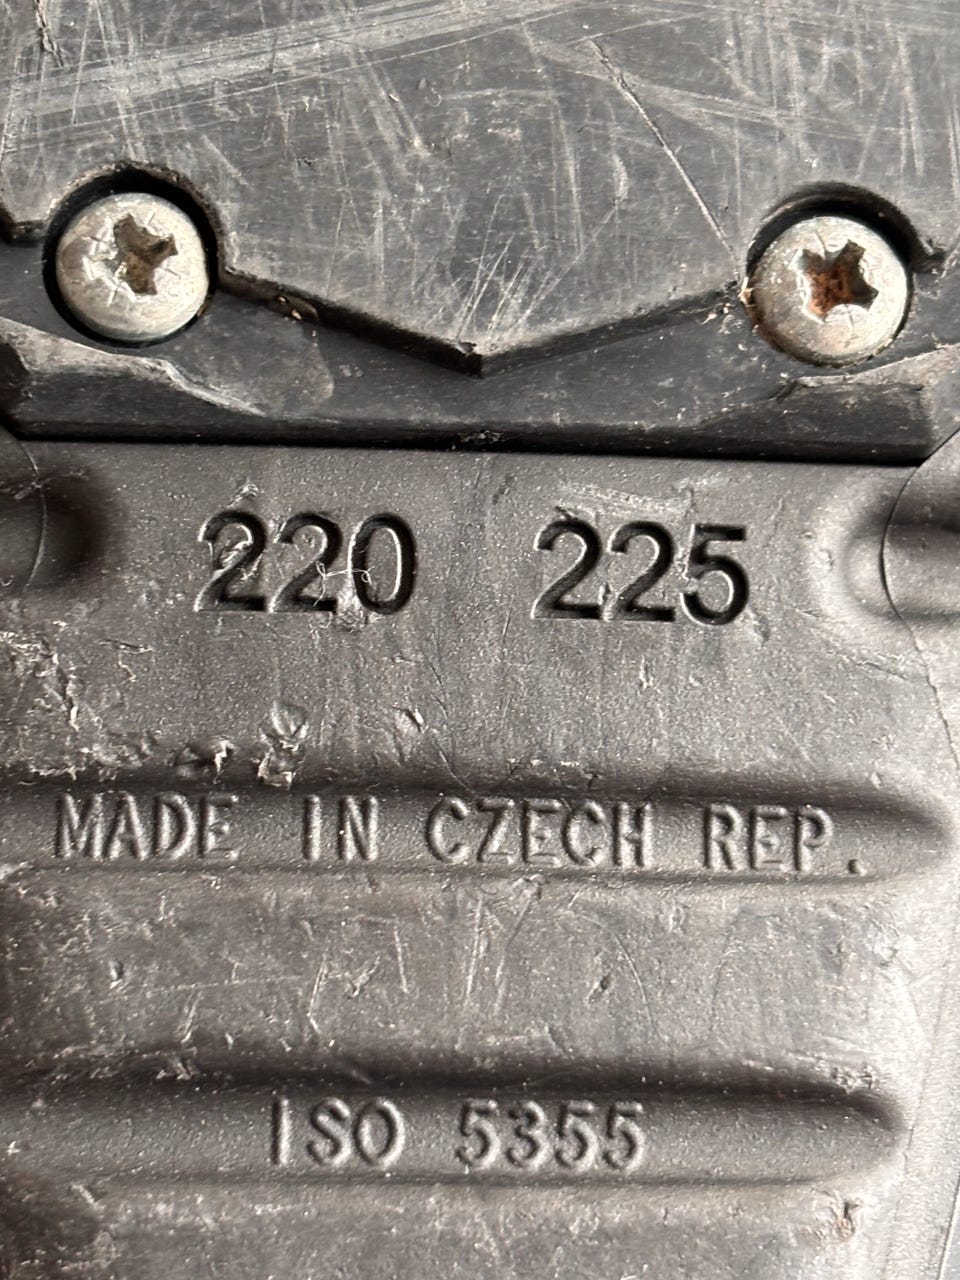 220 225
MADE IN CZECH REP.
ISO 5355